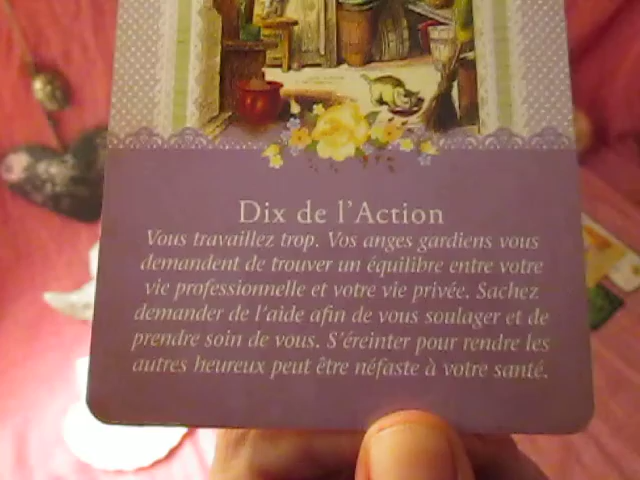 Dix de l'Action
Vous travaillez trop. Vos anges gardiens vous
demandent de trouver un équilibre entre votre
vie professionnelle et votre vie privée. Sachez
demander de l'aide afin de vous soulager et de
prendre soin de vous. S'éreinter pour rendre les
autres heureux peut être néfaste à votre santé.